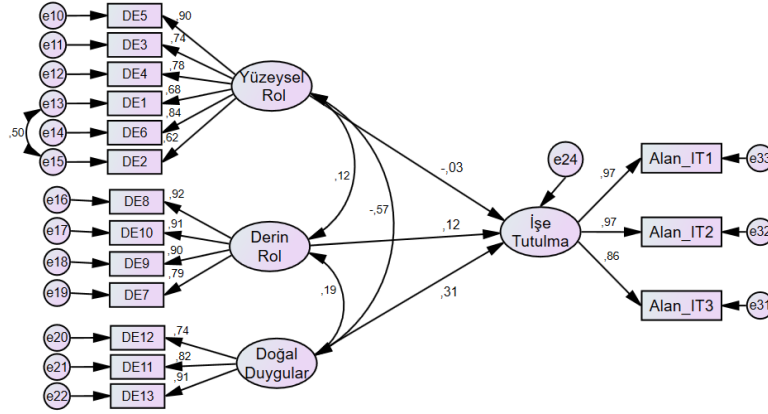 e10
DE5
,90
e11
DE3
,74
e12
DE4
,78
e13
DE1
,68
e14
DE6
,84
e15
DE2
,62
,50
Yüzeysel
Rol
e16
DE8
,92
e17
DE10
,91
e18
DE9
,90
e19
DE7
,79
Derin
Rol
e20
DE12
,74
e21
DE11
,82
e22
DE13
,91
Doğal
Duygular
,12
-,57
,19
-,03
,12
,31
e24
İşe
Tutulma
,97
Alan_IT1
e33
,97
Alan_IT2
e32
,86
Alan_IT3
e31